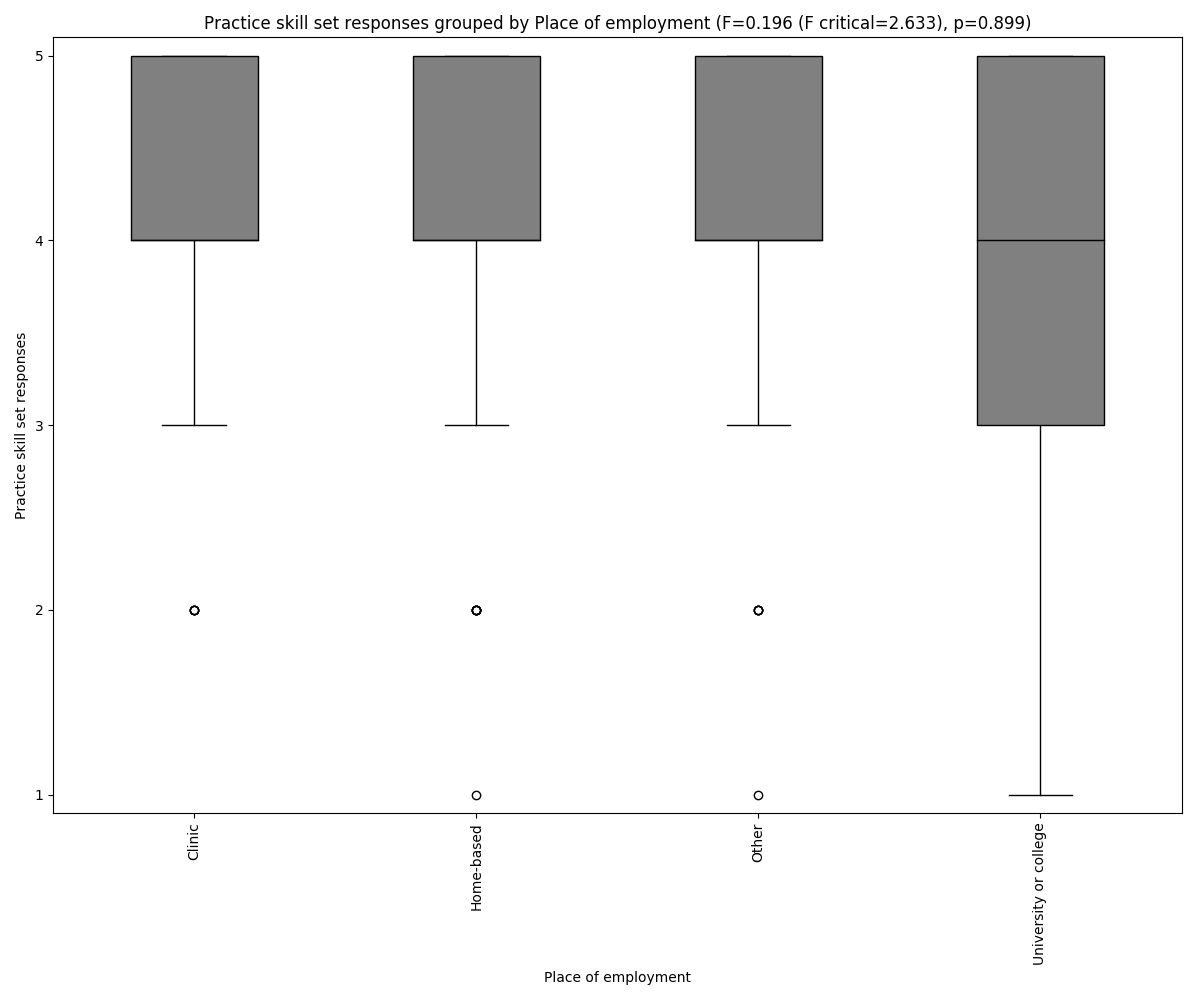 Practice skill set responses grouped by Place of employment (F=0.196 (F critical=2.633), p=0.899)
Practice skill set responses
5
4
3
2
1
Clinic
Home-based
Other
University or college
Place of employment